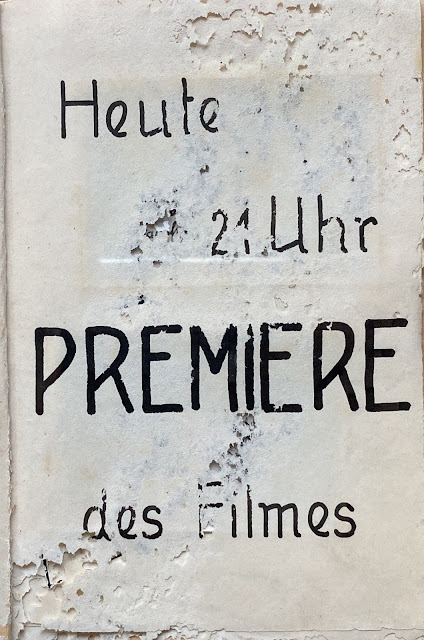 Heute
21 Uhr
PREMIERE
des Filmes